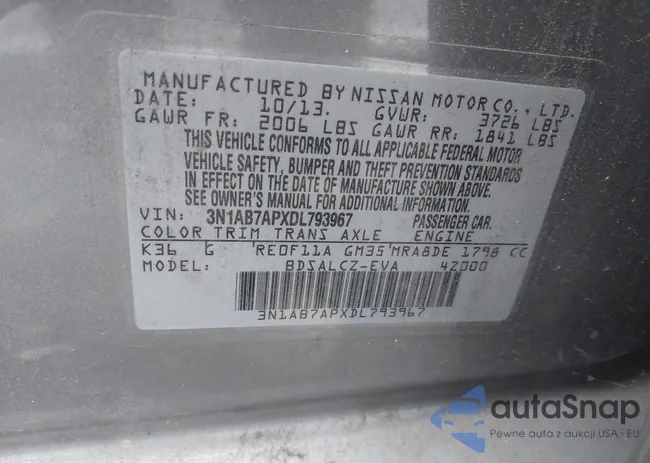 MANUFACTURED BY NISSAN MOTOR CO., LTD.
DATE: 10/13. GVWR: 3726 LBS
GAWR FR: 2006 LBS GAWR RR: 1841 LBS
THIS VEHICLE CONFORMS TO ALL APPLICABLE FEDERAL MOTOR
VEHICLE SAFETY, BUMPER AND THEFT PREVENTION STANDARDS
IN EFFECT ON THE DATE OF MANUFACTURE SHOWN ABOVE.
SEE OWNER'S MANUAL FOR ADDITIONAL INFORMATION.
VIN: 3N1AB7APXDL793967 PASSENGER CAR.
COLOR TRIM TRANS AXLE ENGINE
K36 G 'RE0F11A GM35'MRA8DE 1798 CC
MODEL: BDSALCZ-EVA 4Z000
3N1AB7APXDL793967
autoSnap
Pewne auta z aukcji USA i EU